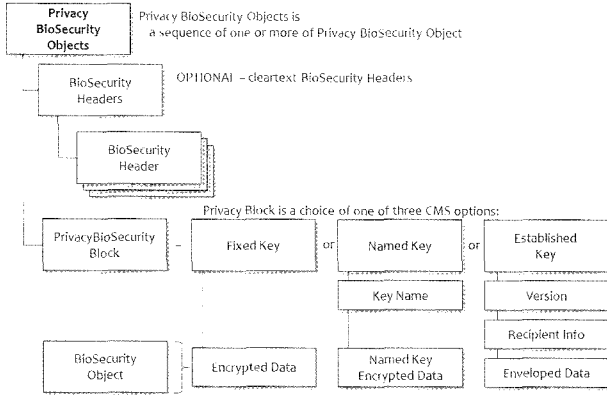 Privacy
BioSecurity
Objects
Privacy BioSecurity Objects is
a sequence of one or more of Privacy BioSecurity Object
BioSecurity
Headers
OPTIONAL – cleartext BioSecurity Headers
BioSecurity
Header
Privacy Block is a choice of one of three CMS options:
PrivacyBioSecurity
Block
Fixed Key
or
Named Key
or
Established
Key
Key Name
Version
Recipient Info
BioSecurity
Object
Encrypted Data
Named Key
Encrypted Data
Enveloped Data